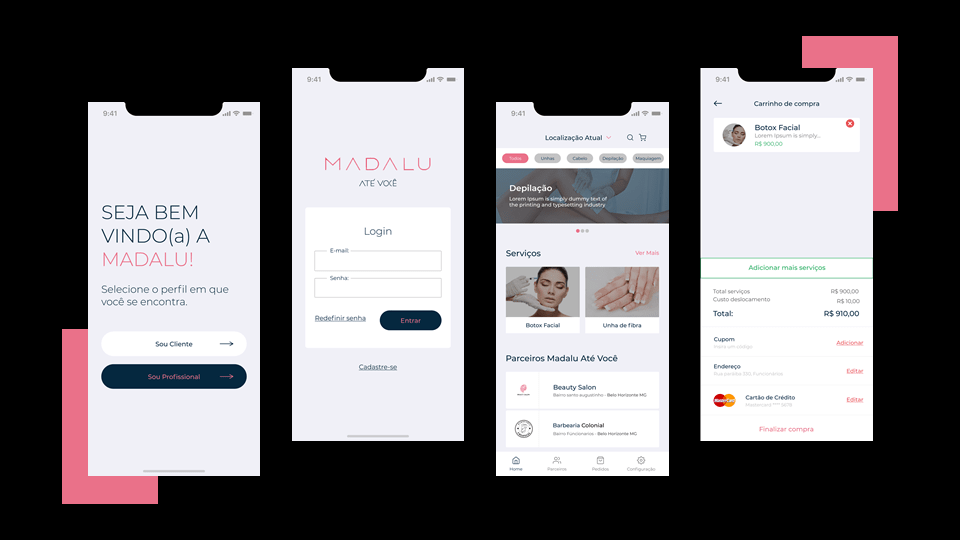 9:41
SEJA BEM
VINDO(a) A
MADALU!
Selecione o perfil em que
você se encontra.
Sou Cliente
Sou Profissional
9:41
MADALU
ATÉ VOCÊ
Login
E-mail:
Senha:
Redefinir senha
Entrar
Cadastre-se
9:41
Localização Atual
Todos
Unhas
Cabelo
Depilação
Maquiagem
Depilação
Lorem Ipsum is simply dummy text of
the printing and typesetting industry
Serviços
Ver Mais
Botox Facial
Unha de fibra
Parceiros Madalu Até Você
Beauty Salon
Bairro santo augustinho - Belo Horizonte MG
Barbearia Colonial
Bairro Funcionarios - Belo Horizonte MG
Home
Parceiros
Pedidos
Configuração
9:41
Carrinho de compra
Botox Facial
Lorem Ipsum is simply...
R$ 900,00
Adicionar mais serviços
Total serviços
R$ 900,00
Custo deslocamento
R$ 10,00
Total:
R$ 910,00
Cupom
Insira um código
Adicionar
Endereço
Editar
MasterCard
Cartão de Crédito
Editar
Finalizar compra